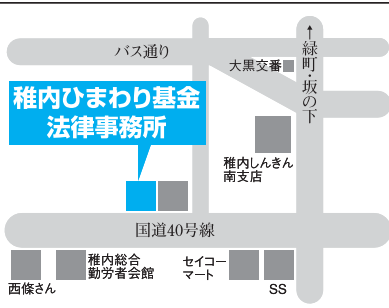 バス通り
大黒交番
↑緑町・坂の下
稚内ひまわり基金
法律事務所
稚内しんきん
南支店
国道40号線
西條さん
稚内総合
勤労者会館
セイコー
マート
SS